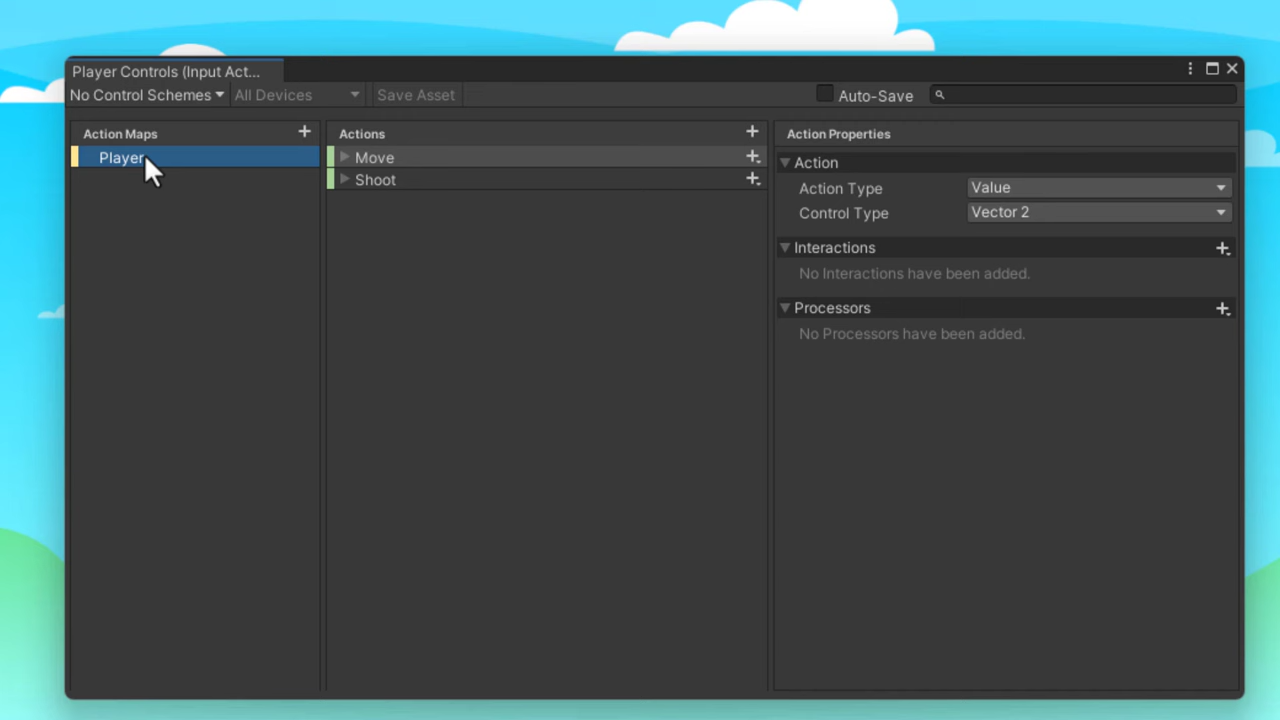 Player Controls (Input Act...
No Control Schemes All Devices Save Asset Auto-Save
Action Maps
Player
Actions
Move
Shoot
Action Properties
Action
Action Type Value
Control Type Vector 2
Interactions
No Interactions have been added.
Processors
No Processors have been added.